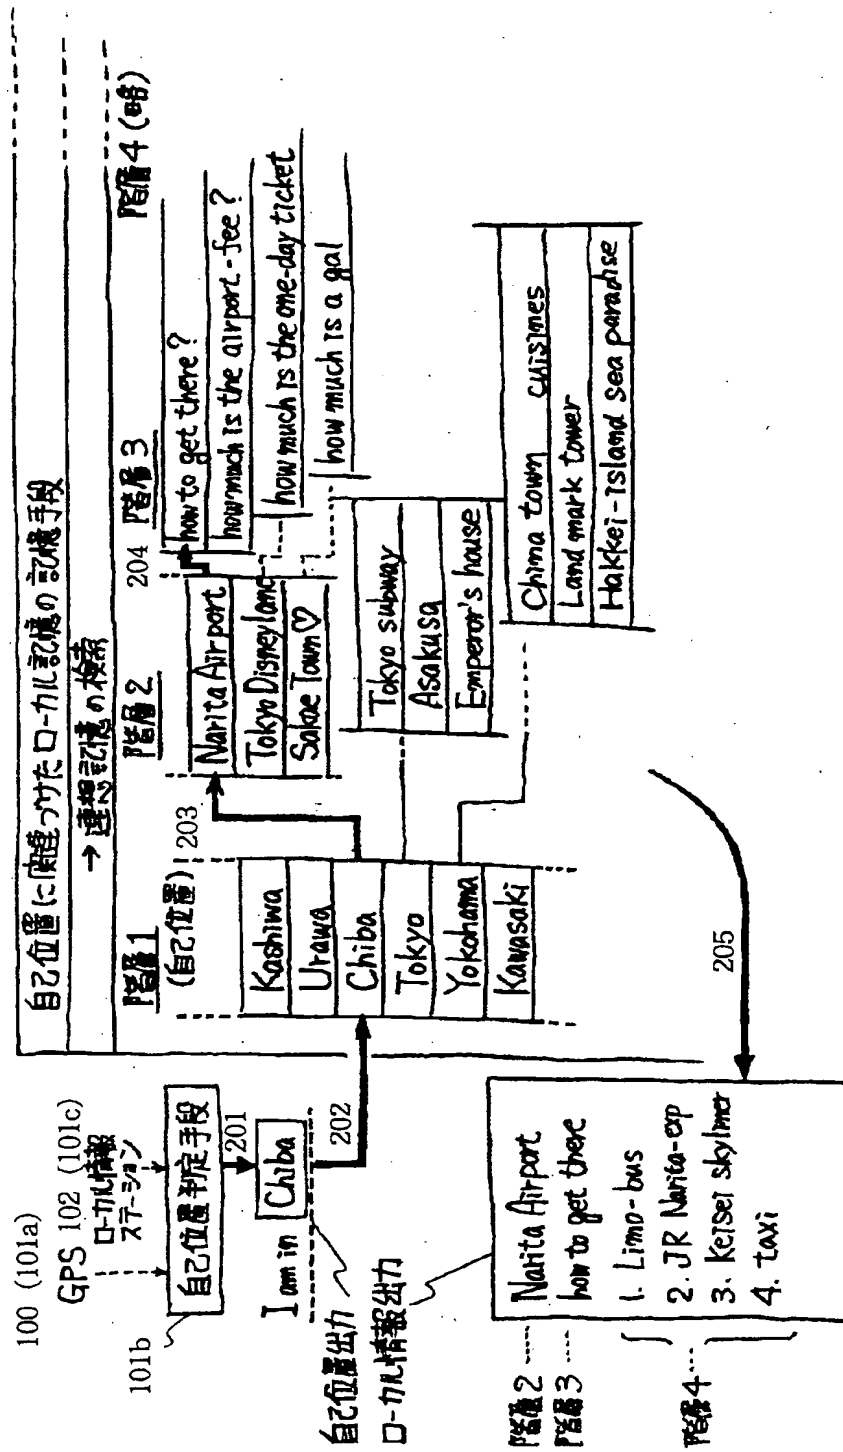 自己位置に関連づけたローカル記憶の記憶手段
→ 連想記憶の検索
階層1
(自己位置)
階層2
階層3
階層4(略)
100 (101a)
GPS 102 (101c)
ローカル情報
ステーション
自己位置判定手段
101b
201
I am in Chiba
202
自己位置出力
ローカル情報出力
Kashiwa
Urawa
Chiba
Tokyo
Yokohama
Kawasaki
203
Narita Airport
Tokyo Disneyland
Sakae Town♡
204
how to get there?
how much is the airport-fee?
how much is the one-day ticket
how much is a gal
Tokyo subway
Asakusa
Emperor's house
China town cuisines
Land mark tower
Hakkei-island sea paradise
205
階層2 Narita Airport
階層3 how to get there
階層4
1. Limo-bus
2. JR Narita-exp
3. Keisei skyliner
4. taxi